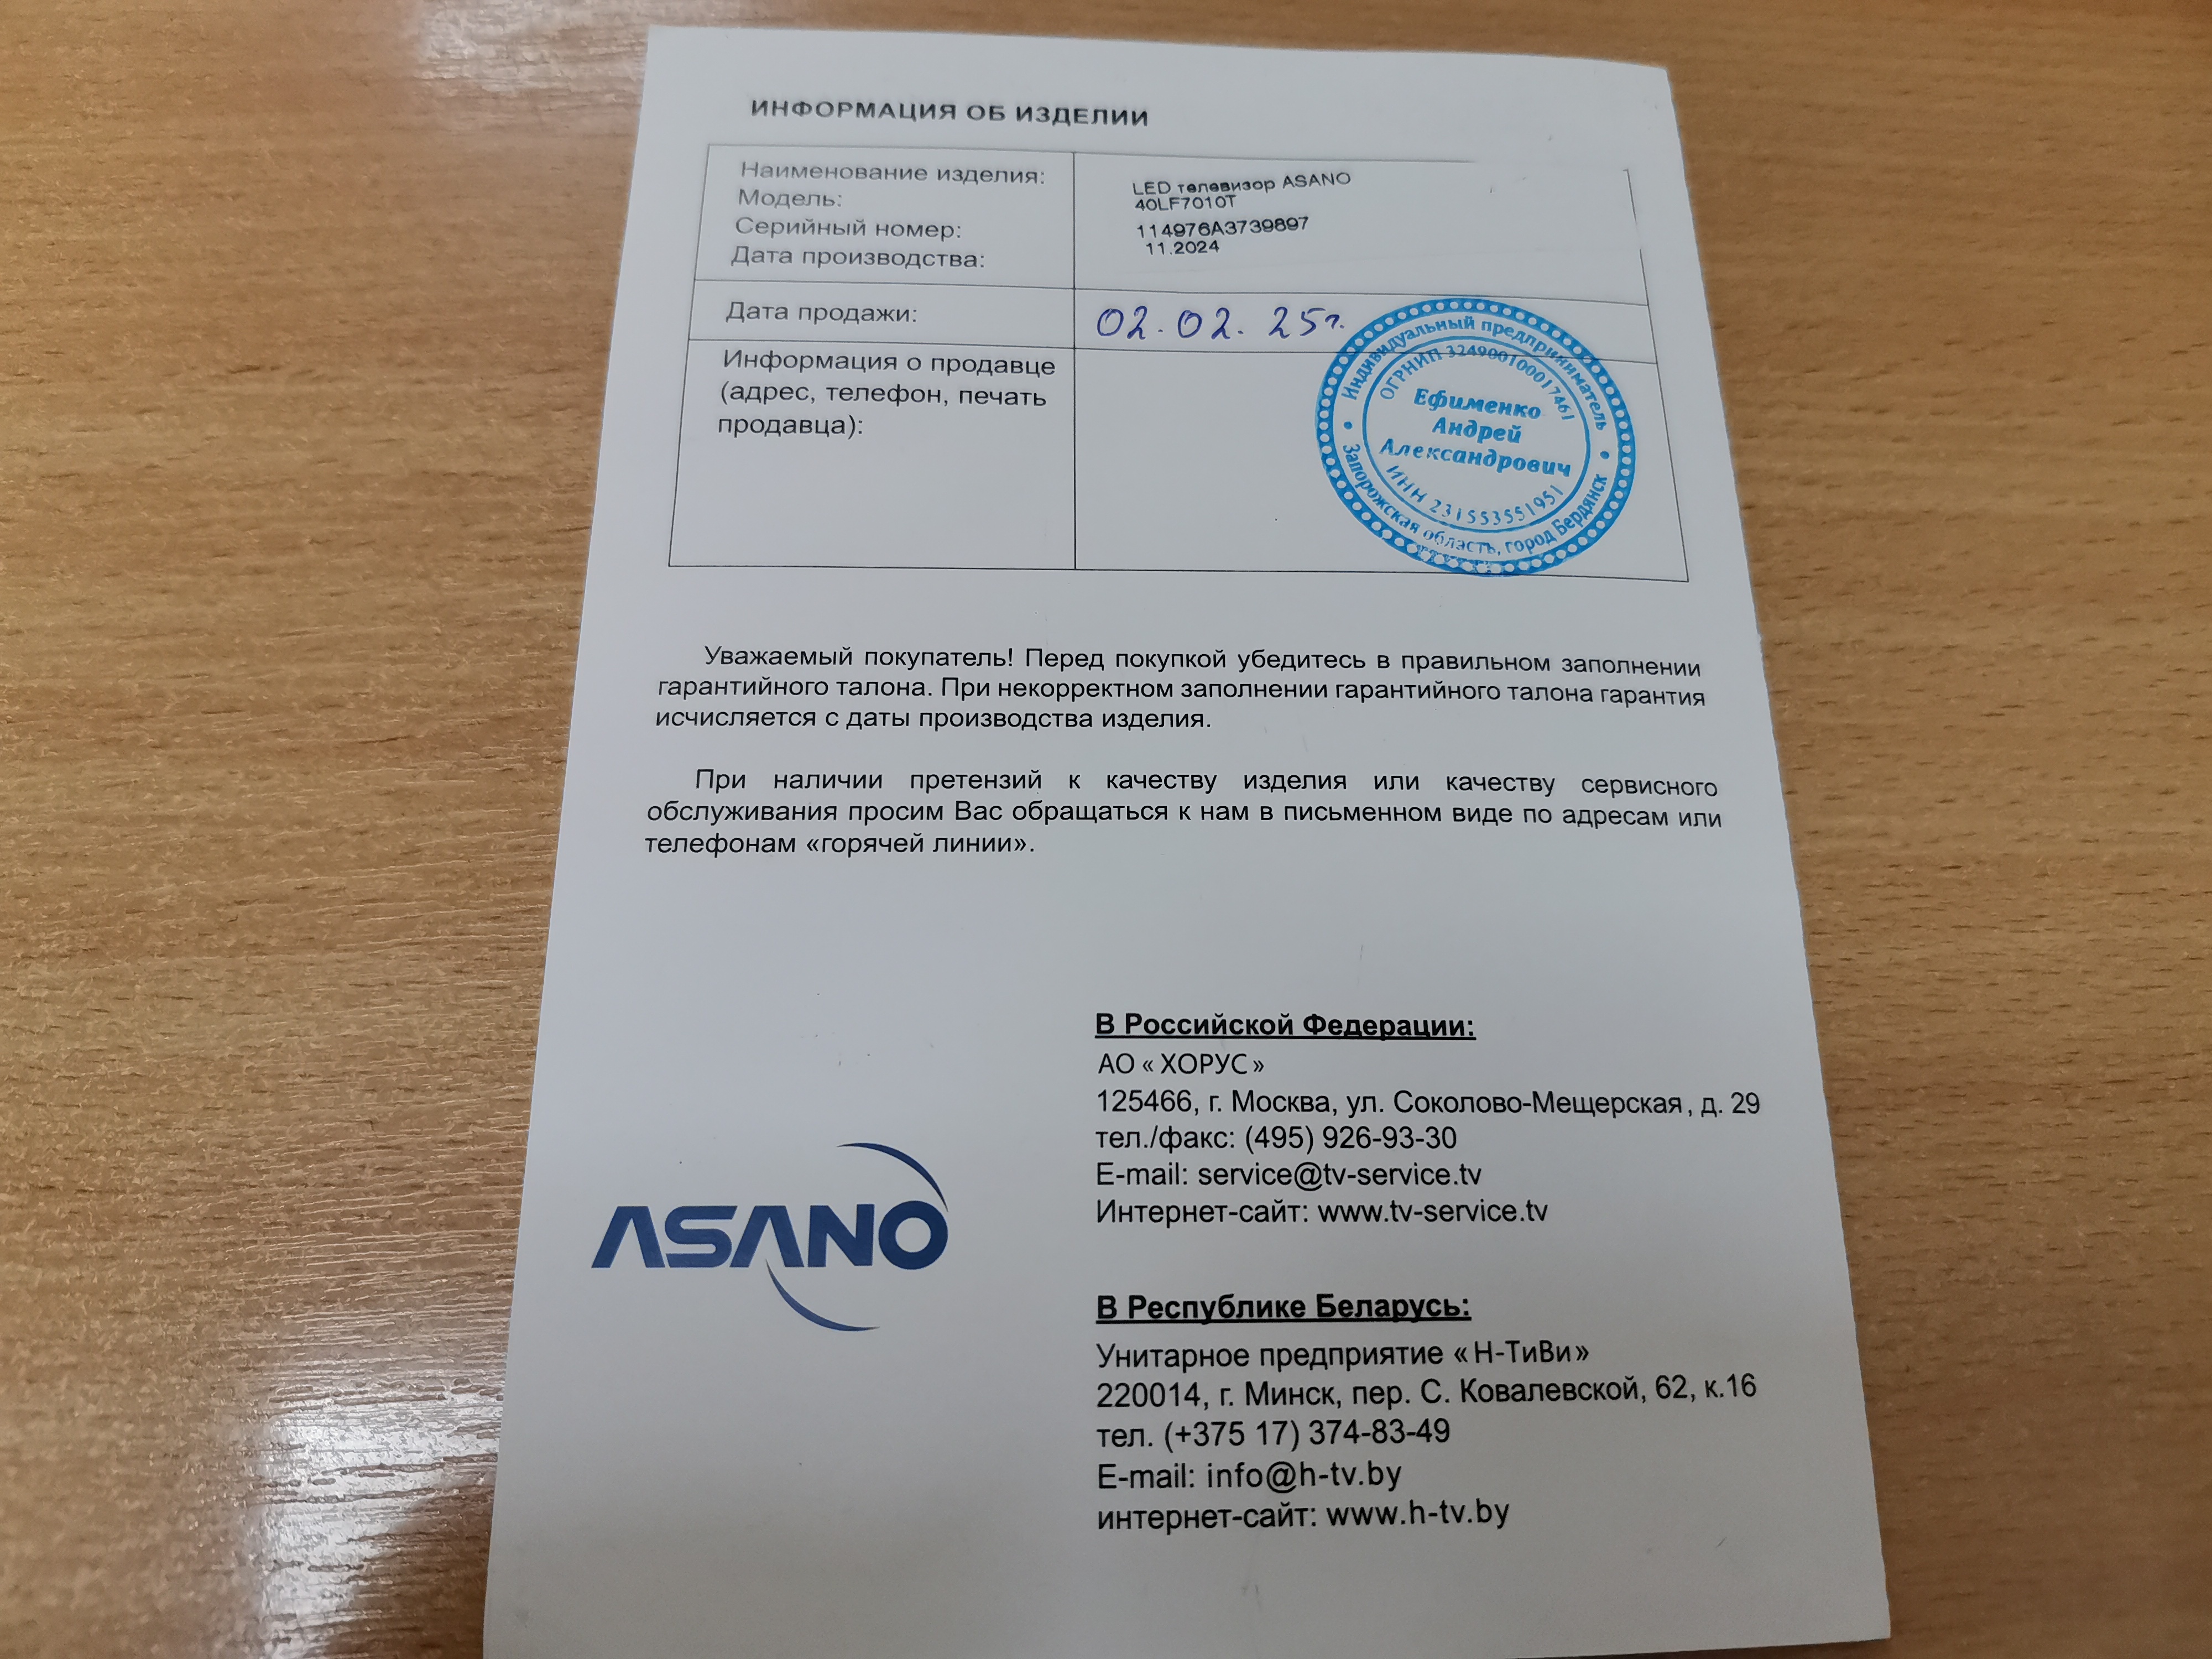 ИНФОРМАЦИЯ ОБ ИЗДЕЛИИ
Наименование изделия: LED телевизор ASANO
Модель: 40LF7010T
Серийный номер: 114976A3739897
Дата производства: 11.2024
Дата продажи: 02.02.25г.
Информация о продавце
(адрес, телефон, печать
продавца):
Индивидуальный предприниматель
ОГРНИП 324900100017461
Ефименко
Андрей
Александрович
ИНН 231553551951
Запорожская область, город Бердянск
Уважаемый покупатель! Перед покупкой убедитесь в правильном заполнении
гарантийного талона. При некорректном заполнении гарантийного талона гарантия
исчисляется с даты производства изделия.
При наличии претензий к качеству изделия или качеству сервисного
обслуживания просим Вас обращаться к нам в письменном виде по адресам или
телефонам «горячей линии».
ASANO
В Российской Федерации:
АО « ХОРУС »
125466, г. Москва, ул. Соколово-Мещерская, д. 29
тел./факс: (495) 926-93-30
E-mail: service@tv-service.tv
Интернет-сайт: www.tv-service.tv
В Республике Беларусь:
Унитарное предприятие « Н-ТиВи»
220014, г. Минск, пер. С. Ковалевской, 62, к.16
тел. (+375 17) 374-83-49
E-mail: info@h-tv.by
интернет-сайт: www.h-tv.by